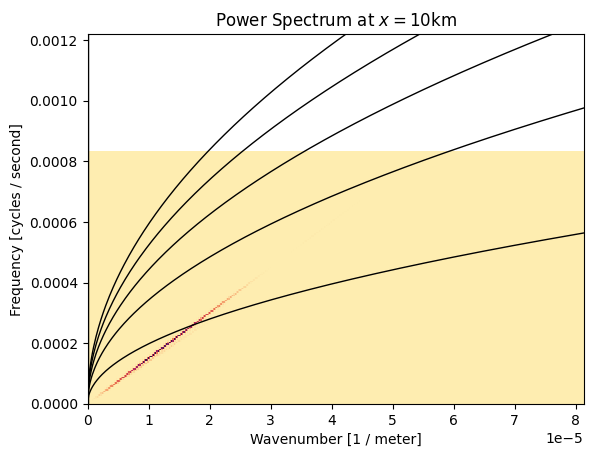 Power Spectrum at x = 10km
Frequency [cycles / second]
0.0012
0.0010
0.0008
0.0006
0.0004
0.0002
0.0000
0 1 2 3 4 5 6 7 8
1e−5
Wavenumber [1 / meter]